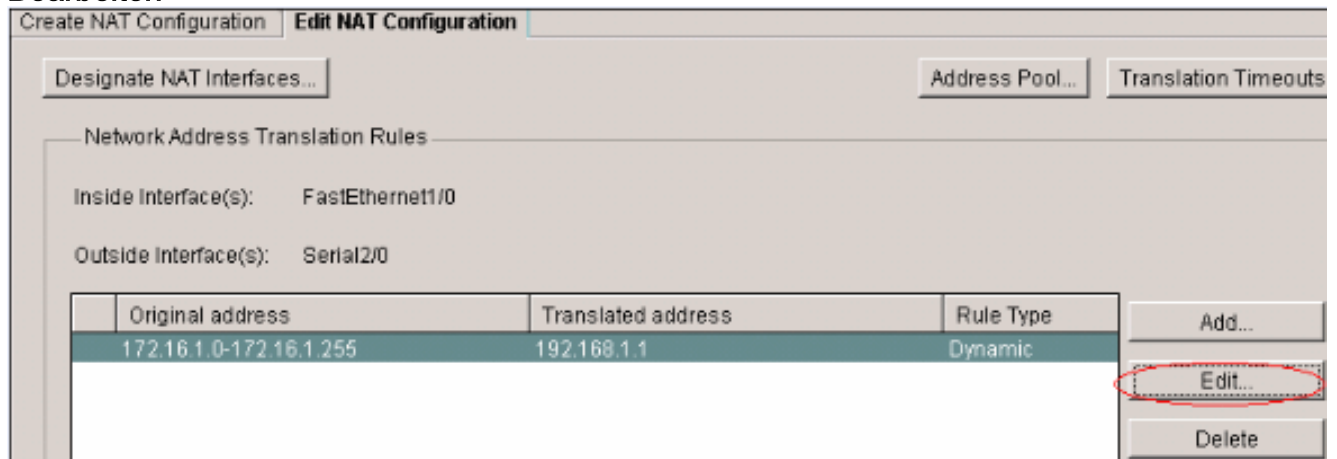 Create NAT Configuration Edit NAT Configuration
Designate NAT Interfaces... Address Pool... Translation Timeouts
Network Address Translation Rules
Inside Interface(s): FastEthernet1/0
Outside Interface(s): Serial2/0
Original address Translated address Rule Type
172.16.1.0-172.16.1.255 192.168.1.1 Dynamic
Add...
Edit...
Delete